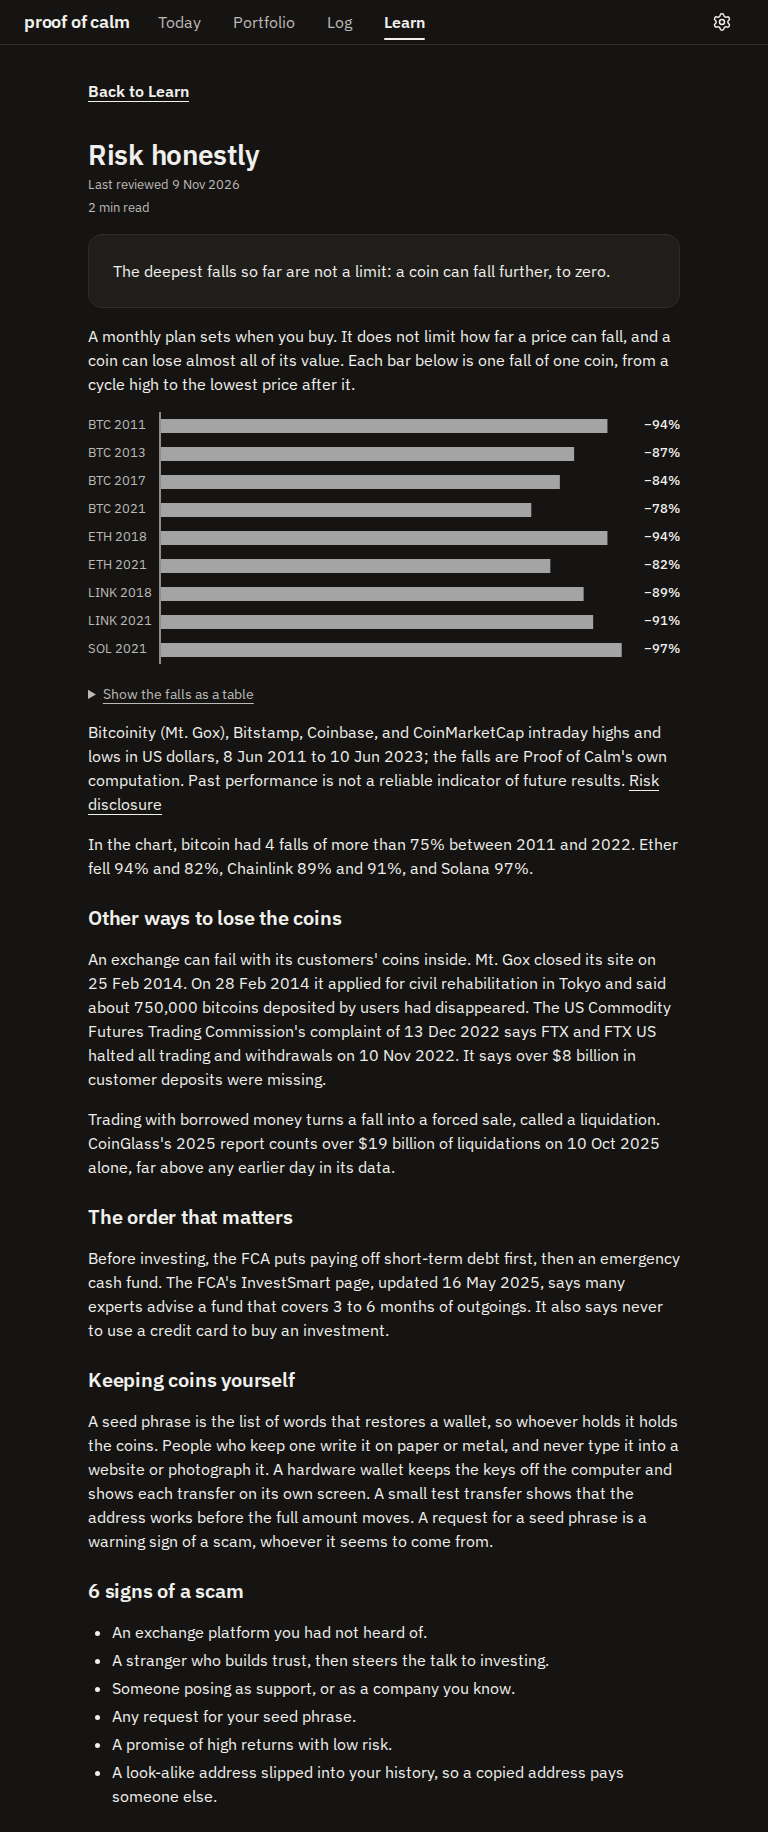 proof of calm Today Portfolio Log Learn
Back to Learn
Risk honestly
Last reviewed 9 Nov 2026
2 min read
The deepest falls so far are not a limit: a coin can fall further, to zero.
A monthly plan sets when you buy. It does not limit how far a price can fall, and a
coin can lose almost all of its value. Each bar below is one fall of one coin, from a
cycle high to the lowest price after it.
BTC 2011 −94%
BTC 2013 −87%
BTC 2017 −84%
BTC 2021 −78%
ETH 2018 −94%
ETH 2021 −82%
LINK 2018 −89%
LINK 2021 −91%
SOL 2021 −97%
Show the falls as a table
Bitcoinity (Mt. Gox), Bitstamp, Coinbase, and CoinMarketCap intraday highs and
lows in US dollars, 8 Jun 2011 to 10 Jun 2023; the falls are Proof of Calm's own
computation. Past performance is not a reliable indicator of future results. Risk
disclosure
In the chart, bitcoin had 4 falls of more than 75% between 2011 and 2022. Ether
fell 94% and 82%, Chainlink 89% and 91%, and Solana 97%.
Other ways to lose the coins
An exchange can fail with its customers' coins inside. Mt. Gox closed its site on
25 Feb 2014. On 28 Feb 2014 it applied for civil rehabilitation in Tokyo and said
about 750,000 bitcoins deposited by users had disappeared. The US Commodity
Futures Trading Commission's complaint of 13 Dec 2022 says FTX and FTX US
halted all trading and withdrawals on 10 Nov 2022. It says over $8 billion in
customer deposits were missing.
Trading with borrowed money turns a fall into a forced sale, called a liquidation.
CoinGlass's 2025 report counts over $19 billion of liquidations on 10 Oct 2025
alone, far above any earlier day in its data.
The order that matters
Before investing, the FCA puts paying off short-term debt first, then an emergency
cash fund. The FCA's InvestSmart page, updated 16 May 2025, says many
experts advise a fund that covers 3 to 6 months of outgoings. It also says never
to use a credit card to buy an investment.
Keeping coins yourself
A seed phrase is the list of words that restores a wallet, so whoever holds it holds
the coins. People who keep one write it on paper or metal, and never type it into a
website or photograph it. A hardware wallet keeps the keys off the computer and
shows each transfer on its own screen. A small test transfer shows that the
address works before the full amount moves. A request for a seed phrase is a
warning sign of a scam, whoever it seems to come from.
6 signs of a scam
• An exchange platform you had not heard of.
• A stranger who builds trust, then steers the talk to investing.
• Someone posing as support, or as a company you know.
• Any request for your seed phrase.
• A promise of high returns with low risk.
• A look-alike address slipped into your history, so a copied address pays
someone else.